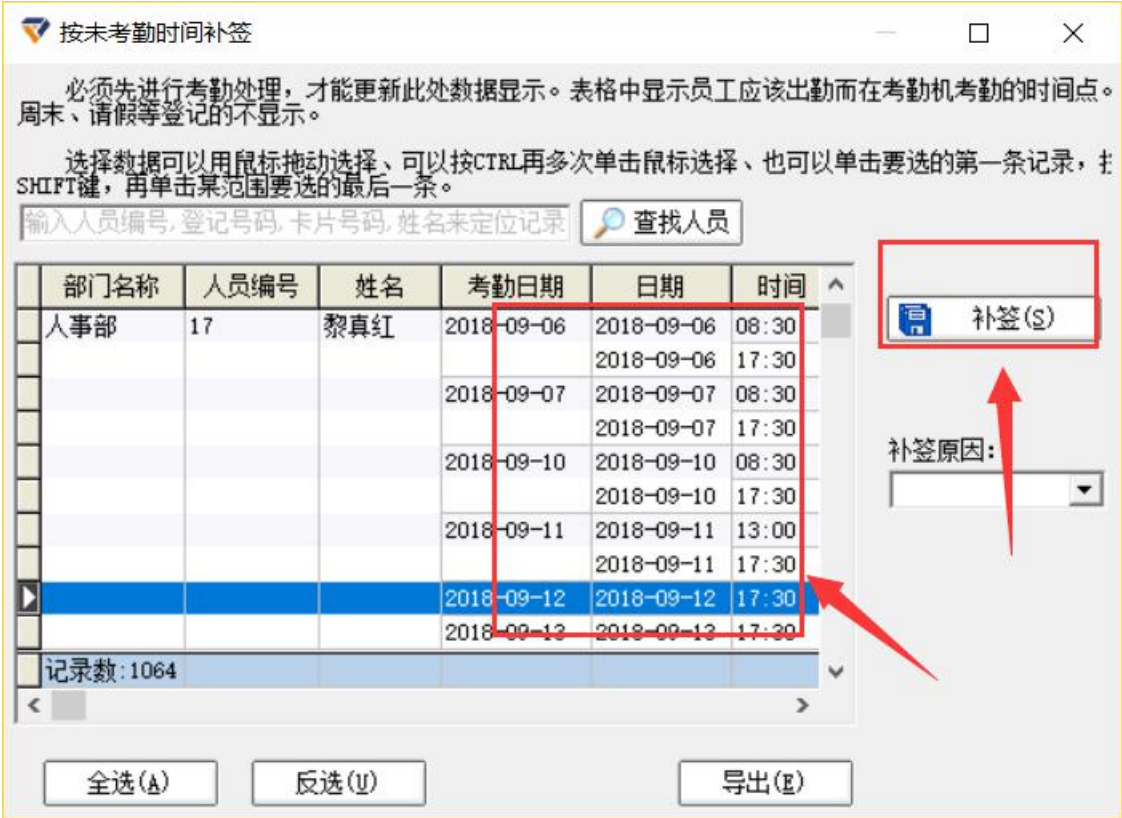 按未考勤时间补签
必须先进行考勤处理，才能更新此处数据显示。表格中显示员工应该出勤而在考勤机考勤的时间点。
周末、请假等登记的不显示。
选择数据可以用鼠标拖动选择、可以按CTRL再多次单击鼠标选择、也可以单击要选的第一条记录，
SHIFT键，再单击某范围要选的最后一条。
输入人员编号,登记号码,卡片号码,姓名来定位记录 查找人员
部门名称 人员编号 姓名 考勤日期 日期 时间
人事部 17 黎真红 2018-09-06 2018-09-06 08:30
2018-09-06 17:30
2018-09-07 2018-09-07 08:30
2018-09-07 17:30
2018-09-10 2018-09-10 08:30
2018-09-10 17:30
2018-09-11 2018-09-11 13:00
2018-09-11 17:30
2018-09-12 2018-09-12 17:30
2018-09-13 2018-09-13 17:30
记录数:1064
补签(S)
补签原因:
全选(A) 反选(U) 导出(E)